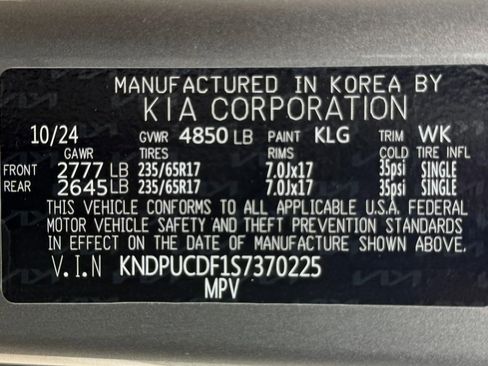 MANUFACTURED IN KOREA BY
KIA CORPORATION
10/24 GVWR 4850 LB PAINT KLG TRIM WK
GAWR TIRES RIMS COLD TIRE INFL
FRONT 2777 LB 235/65R17 7.0Jx17 35psi SINGLE
REAR 2645 LB 235/65R17 7.0Jx17 35psi SINGLE
THIS VEHICLE CONFORMS TO ALL APPLICABLE U.S.A. FEDERAL
MOTOR VEHICLE SAFETY AND THEFT PREVENTION STANDARDS
IN EFFECT ON THE DATE OF MANUFACTURE SHOWN ABOVE.
V.I.N KNDPUCDF1S7370225
MPV